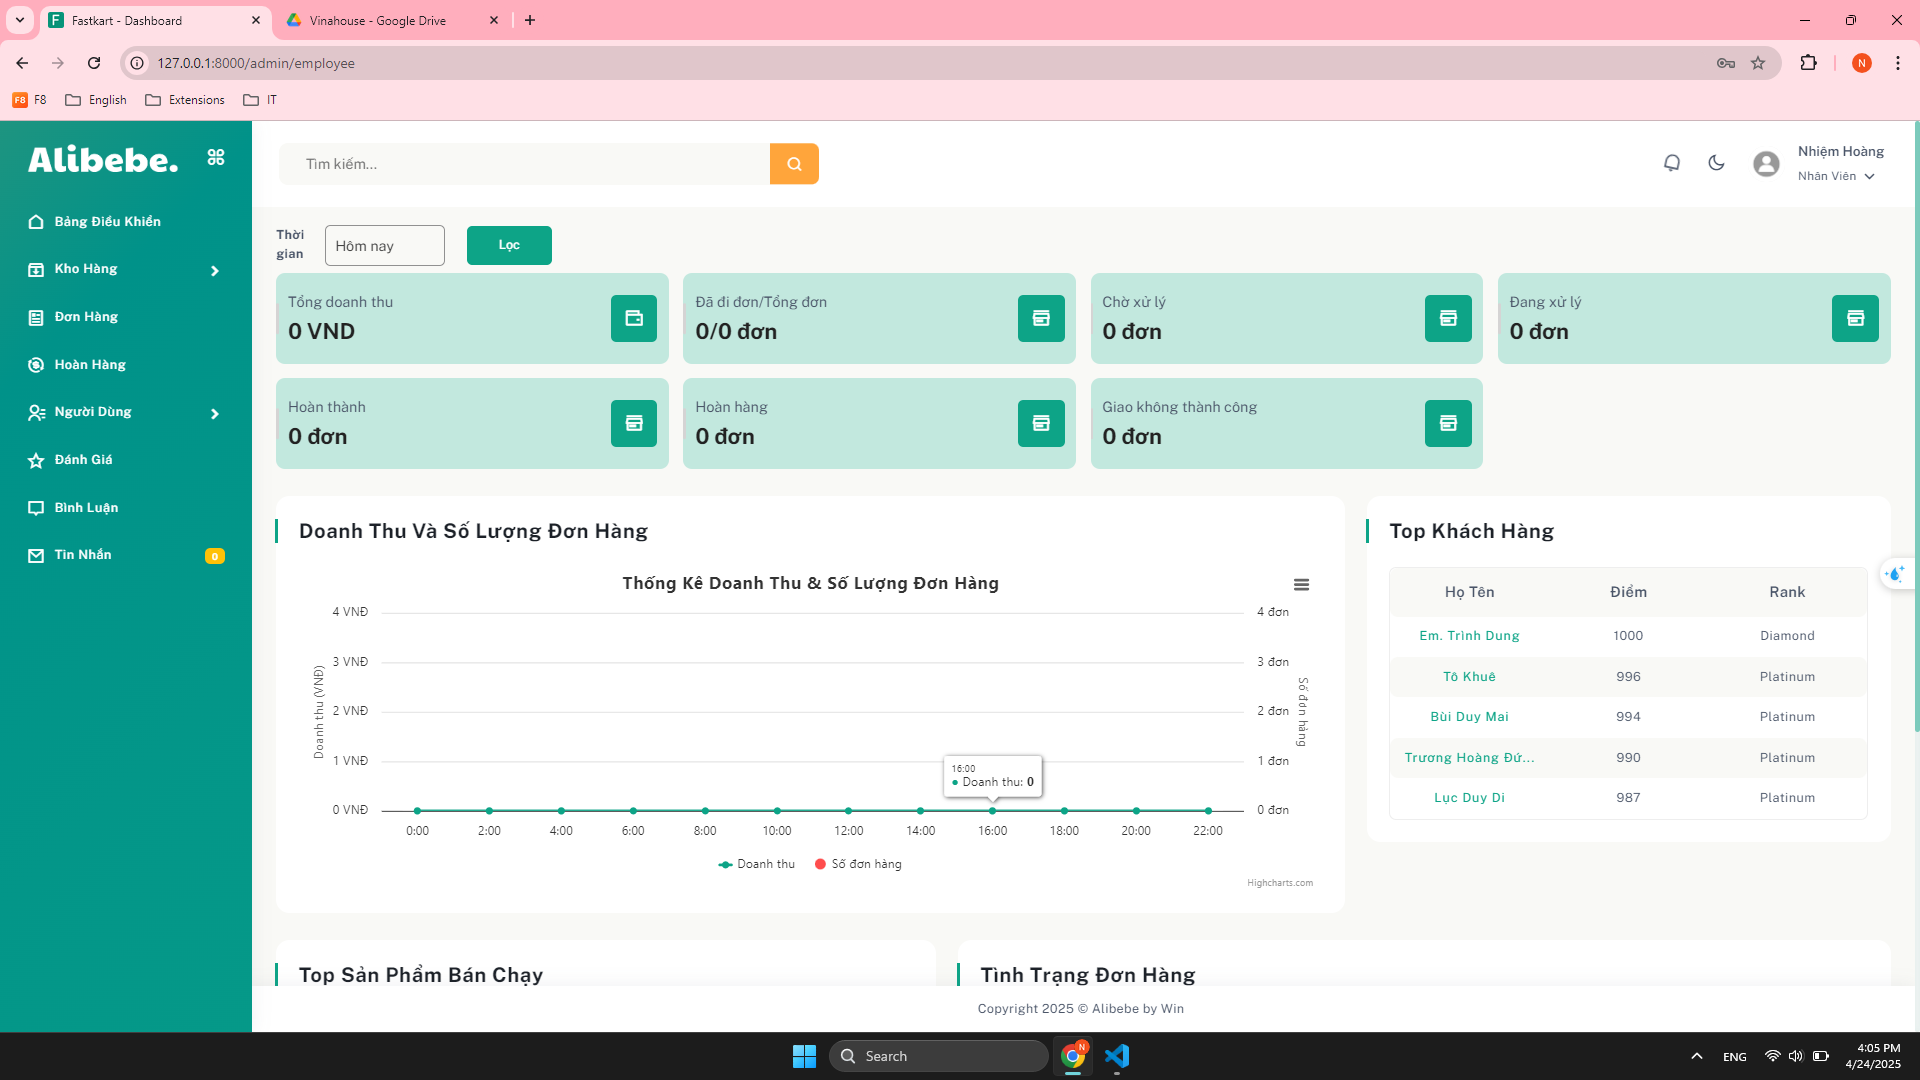 Fastkart - Dashboard
Vinahouse - Google Drive
127.0.0.1:8000/admin/employee
N
F8 F8
English
Extensions
IT
Alibebe.
Tìm kiếm...
Nhiệm Hoàng
Nhân Viên
Bảng Điều Khiển
Kho Hàng
Đơn Hàng
Hoàn Hàng
Người Dùng
Đánh Giá
Bình Luận
Tin Nhắn 0
Thời gian
Hôm nay
Lọc
Tổng doanh thu
0 VND
Đã đi đơn/Tổng đơn
0/0 đơn
Chờ xử lý
0 đơn
Đang xử lý
0 đơn
Hoàn thành
0 đơn
Hoàn hàng
0 đơn
Giao không thành công
0 đơn
Doanh Thu Và Số Lượng Đơn Hàng
Thống Kê Doanh Thu & Số Lượng Đơn Hàng
4 VNĐ
3 VNĐ
2 VNĐ
1 VNĐ
0 VNĐ
Doanh thu (VNĐ)
4 đơn
3 đơn
2 đơn
1 đơn
0 đơn
Số đơn hàng
16:00
Doanh thu: 0
0:00 2:00 4:00 6:00 8:00 10:00 12:00 14:00 16:00 18:00 20:00 22:00
Doanh thu
Số đơn hàng
Highcharts.com
Top Khách Hàng
Họ Tên Điểm Rank
Em. Trình Dung 1000 Diamond
Tô Khuê 996 Platinum
Bùi Duy Mai 994 Platinum
Trương Hoàng Đứ... 990 Platinum
Lục Duy Di 987 Platinum
Top Sản Phẩm Bán Chạy
Tình Trạng Đơn Hàng
Copyright 2025 © Alibebe by Win
Search
N
ENG
4:05 PM
4/24/2025